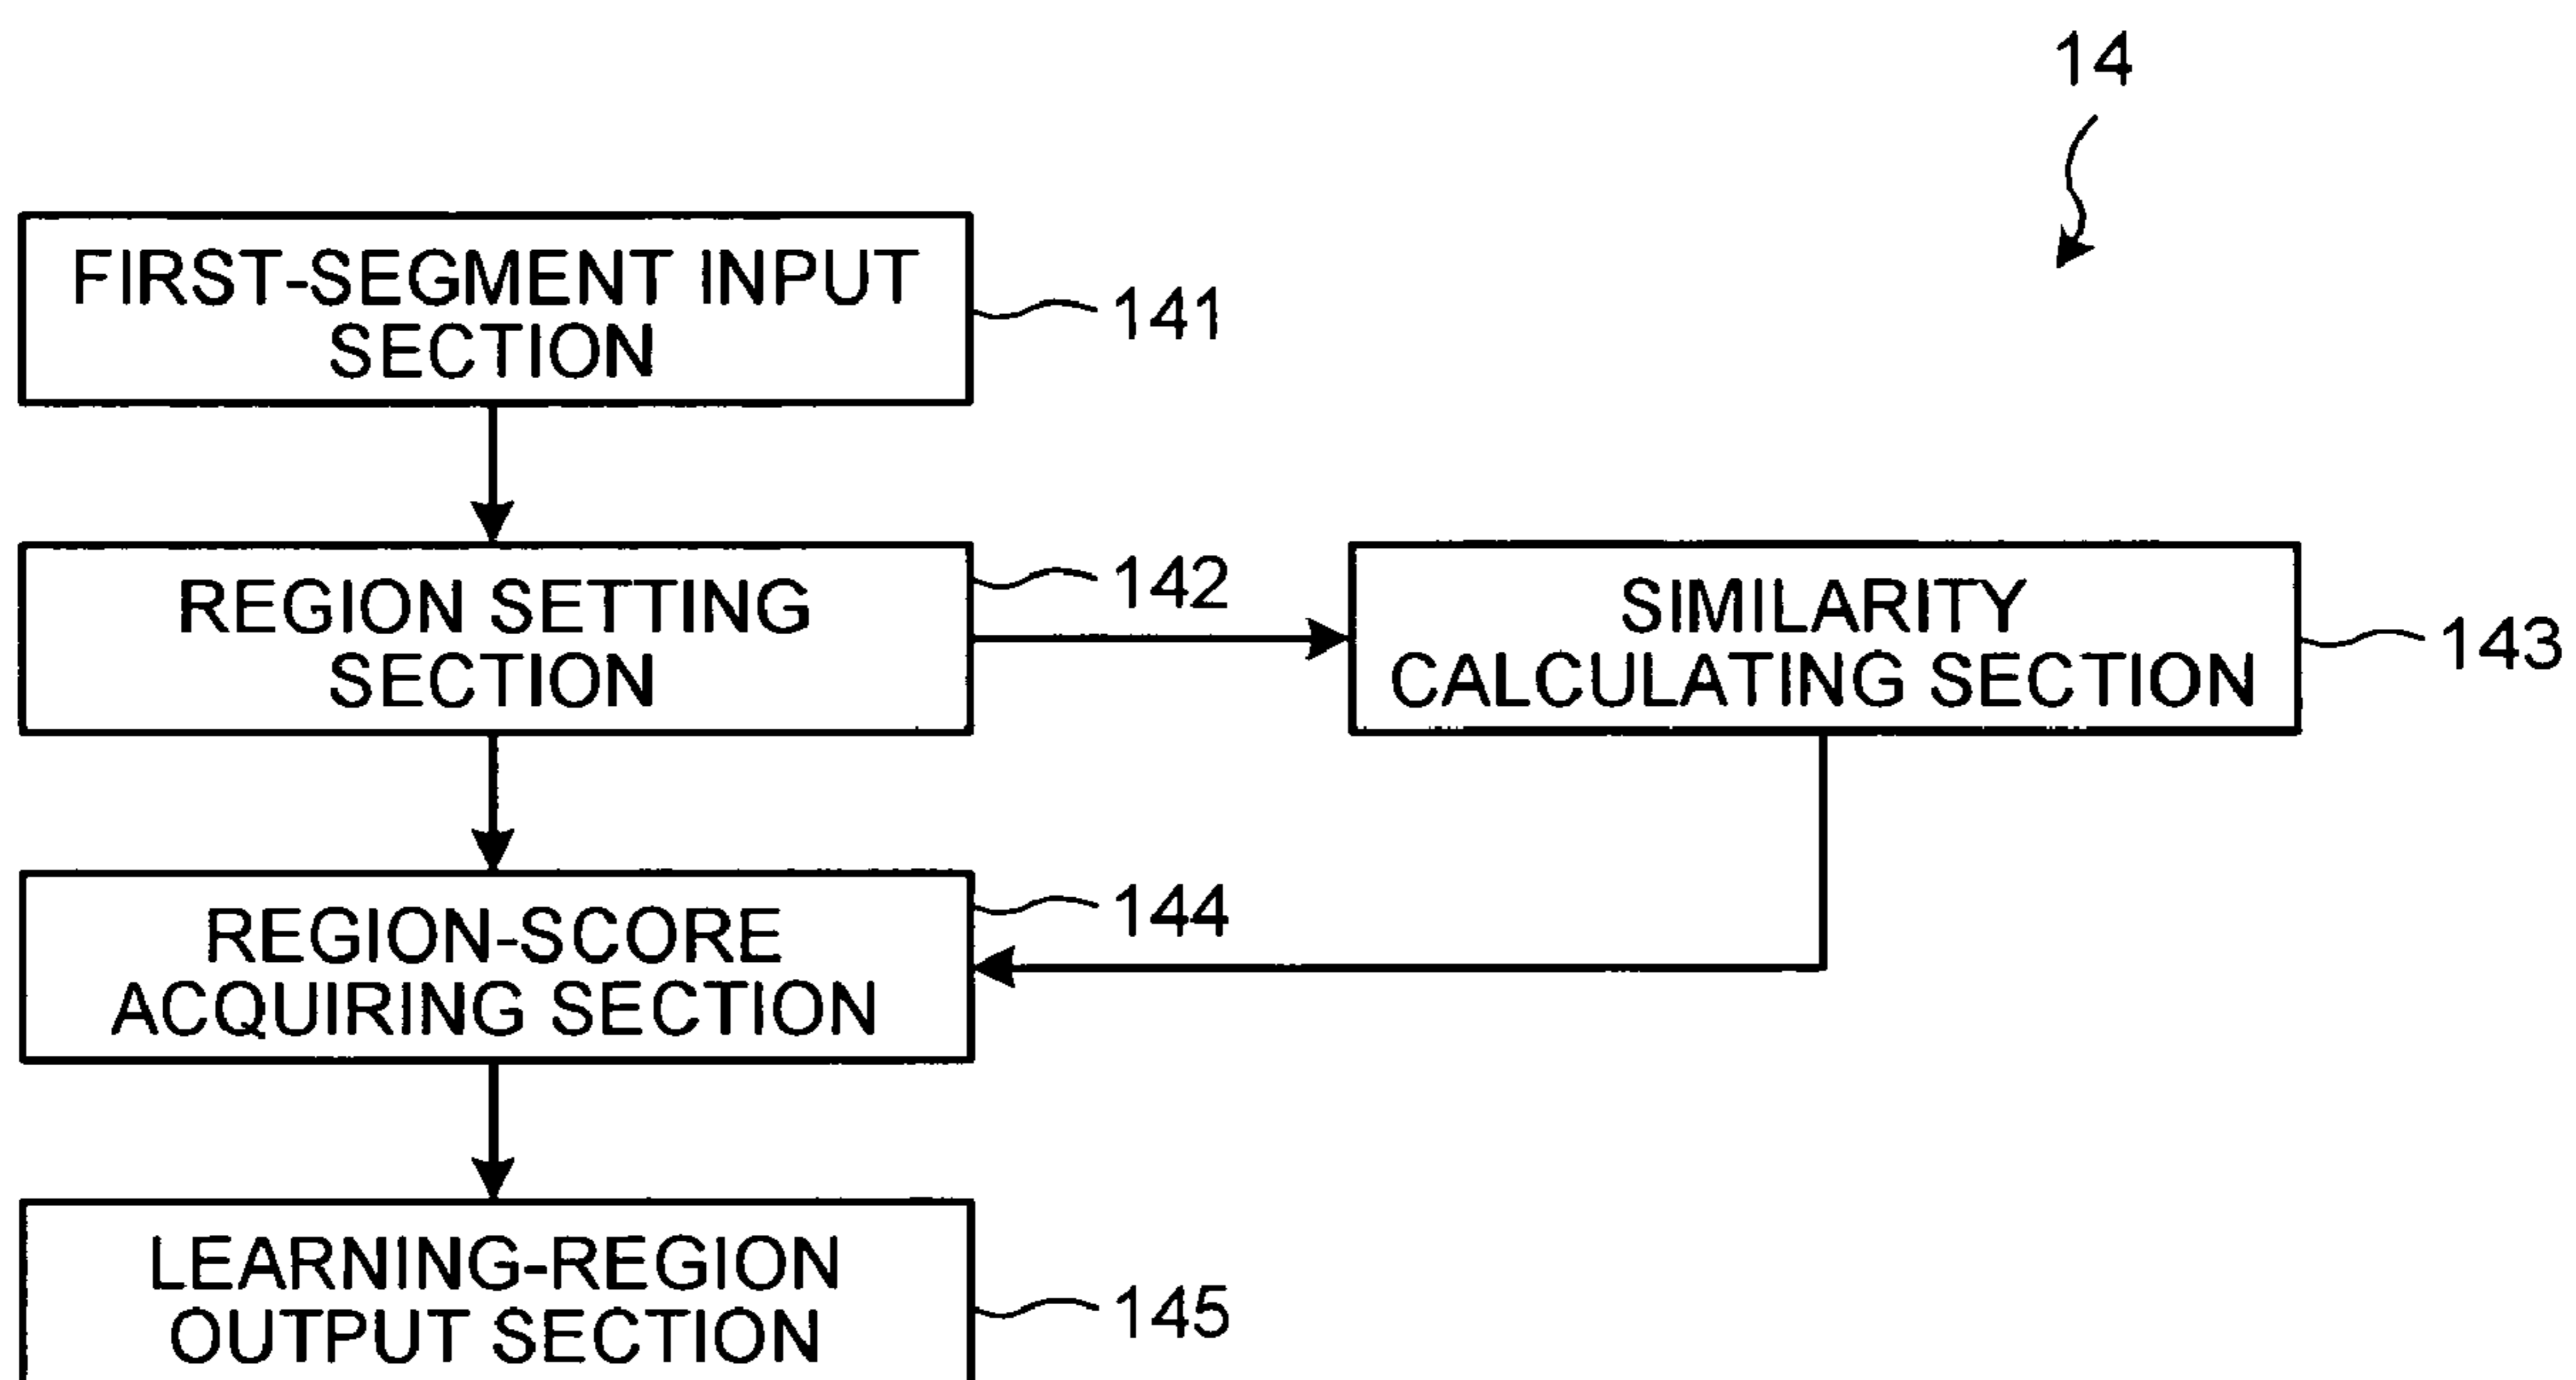 14
FIRST-SEGMENT INPUT
SECTION
141
REGION SETTING
SECTION
142
SIMILARITY
CALCULATING SECTION
143
REGION-SCORE
ACQUIRING SECTION
144
LEARNING-REGION
OUTPUT SECTION
145